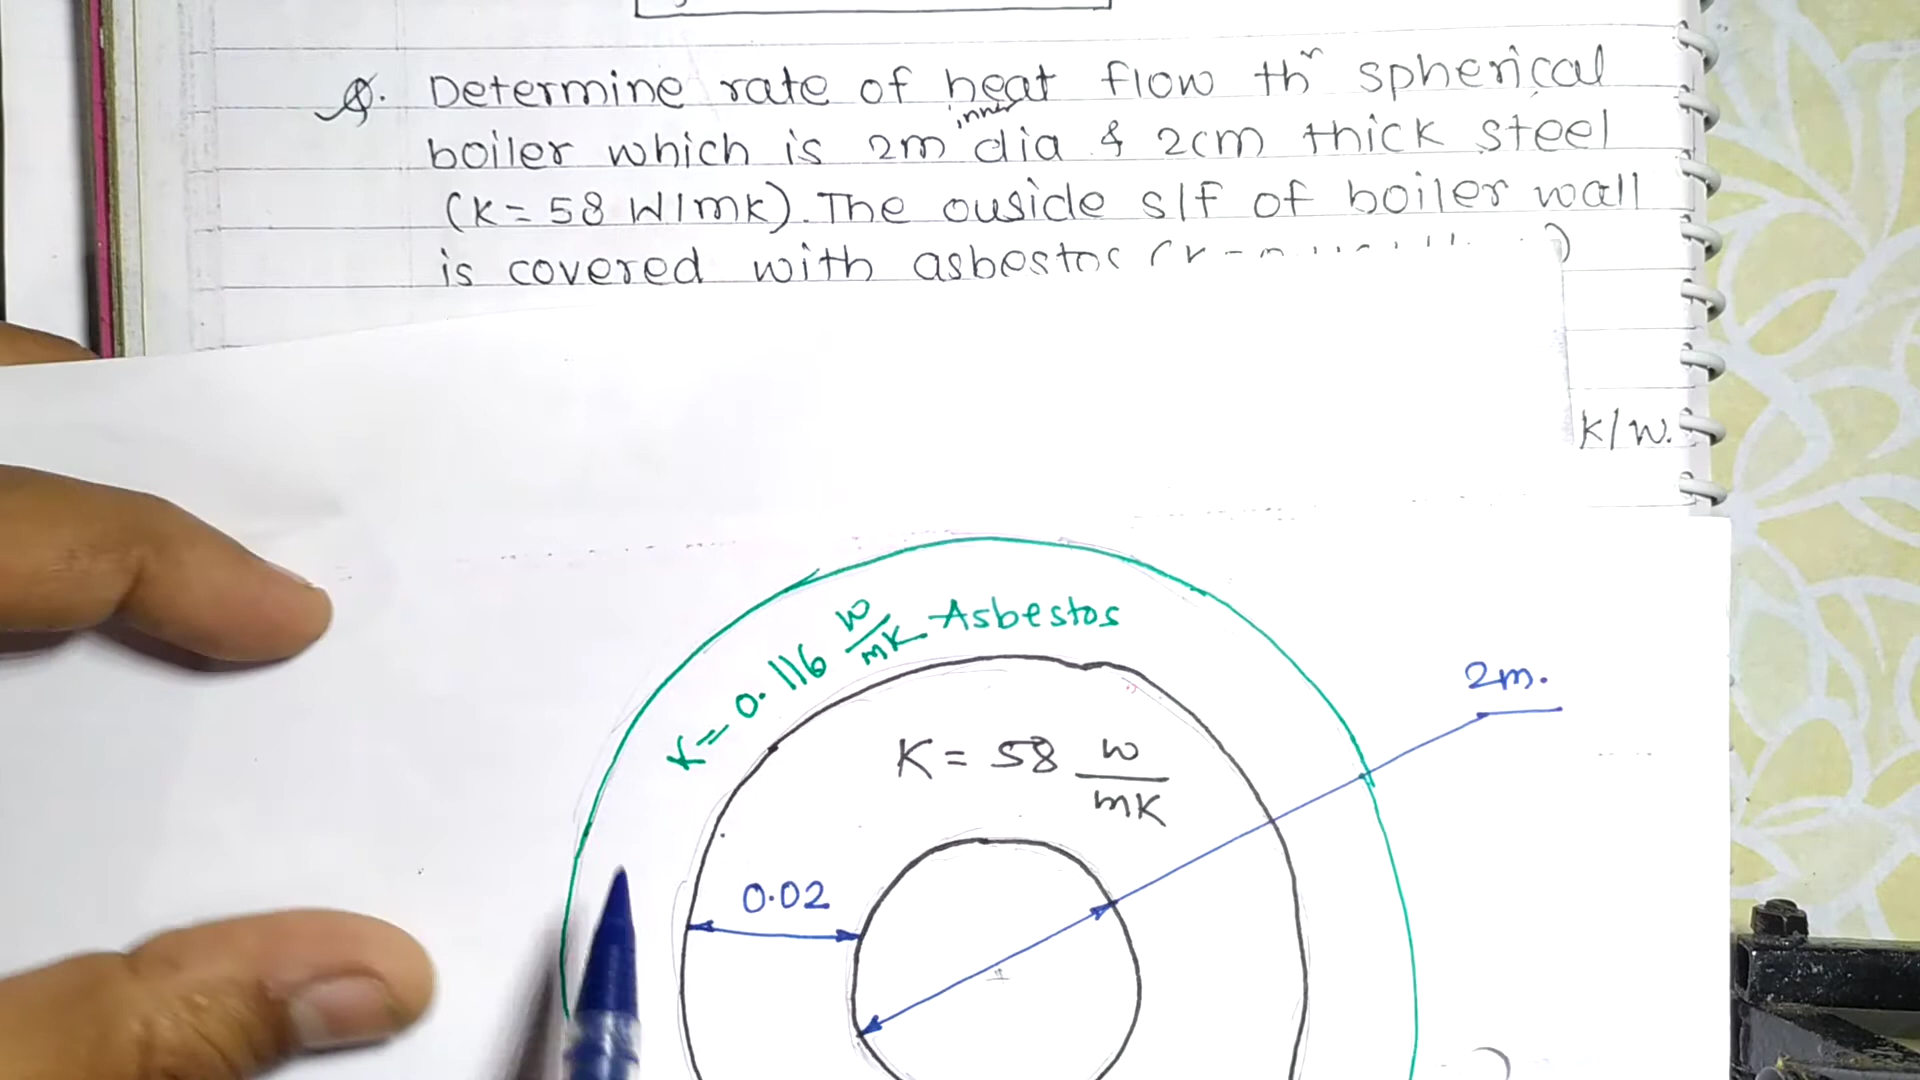 Q. Determine rate of heat flow thr spherical
inner
boiler which is 2m dia & 2cm thick steel
(K = 58 W/mK). The ouside s/f of boiler wall
is covered with asbestos
K/W.
K = 0.116 W/mK Asbestos
2m.
K = 58 W/mK
0.02